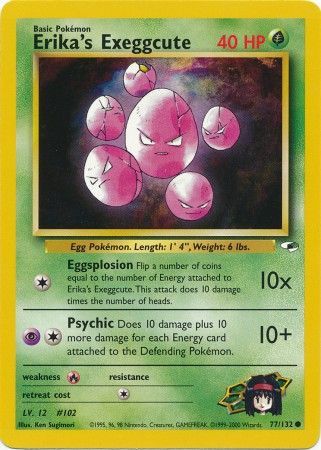 Basic Pokémon
Erika's Exeggcute 40 HP
Egg Pokémon. Length: 1' 4", Weight: 6 lbs.
Eggsplosion Flip a number of coins
equal to the number of Energy attached to
Erika's Exeggcute. This attack does 10 damage
times the number of heads.
10x
Psychic Does 10 damage plus 10
more damage for each Energy card
attached to the Defending Pokémon.
10+
weakness resistance
retreat cost
LV. 12 #102
Illus. Ken Sugimori ©1995, 96, 98 Nintendo, Creatures, GAMEFREAK. ©1999-2000 Wizards. 77/132